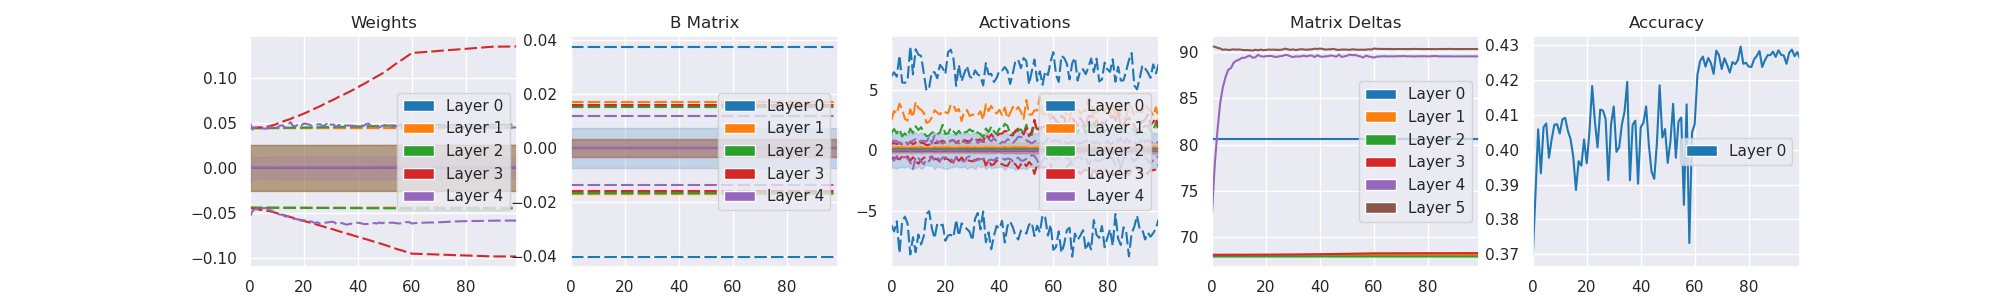 Weights
0.10
0.05
0.00
−0.05
−0.10
0 20 40 60 80
Layer 0
Layer 1
Layer 2
Layer 3
Layer 4
B Matrix
0.04
0.02
0.00
−0.02
−0.04
0 20 40 60 80
Layer 0
Layer 1
Layer 2
Layer 3
Layer 4
Activations
5
0
−5
0 20 40 60 80
Layer 0
Layer 1
Layer 2
Layer 3
Layer 4
Matrix Deltas
90
85
80
75
70
0 20 40 60 80
Layer 0
Layer 1
Layer 2
Layer 3
Layer 4
Layer 5
Accuracy
0.43
0.42
0.41
0.40
0.39
0.38
0.37
0 20 40 60 80
Layer 0